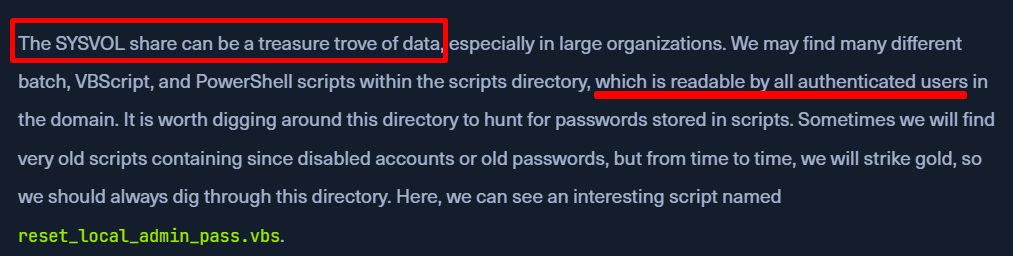 The SYSVOL share can be a treasure trove of data, especially in large organizations. We may find many different
batch, VBScript, and PowerShell scripts within the scripts directory, which is readable by all authenticated users in
the domain. It is worth digging around this directory to hunt for passwords stored in scripts. Sometimes we will find
very old scripts containing since disabled accounts or old passwords, but from time to time, we will strike gold, so
we should always dig through this directory. Here, we can see an interesting script named
reset_local_admin_pass.vbs.